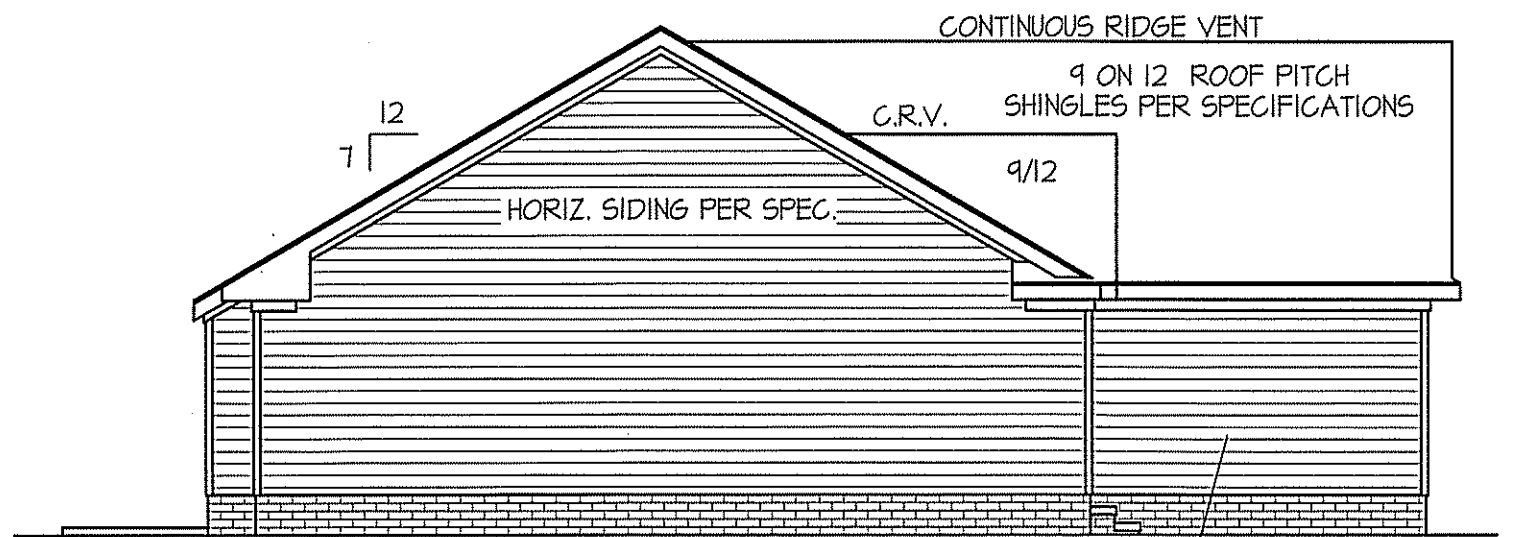 CONTINUOUS RIDGE VENT
9 ON 12 ROOF PITCH
SHINGLES PER SPECIFICATIONS
12
7
C.R.V.
9/12
HORIZ. SIDING PER SPEC.